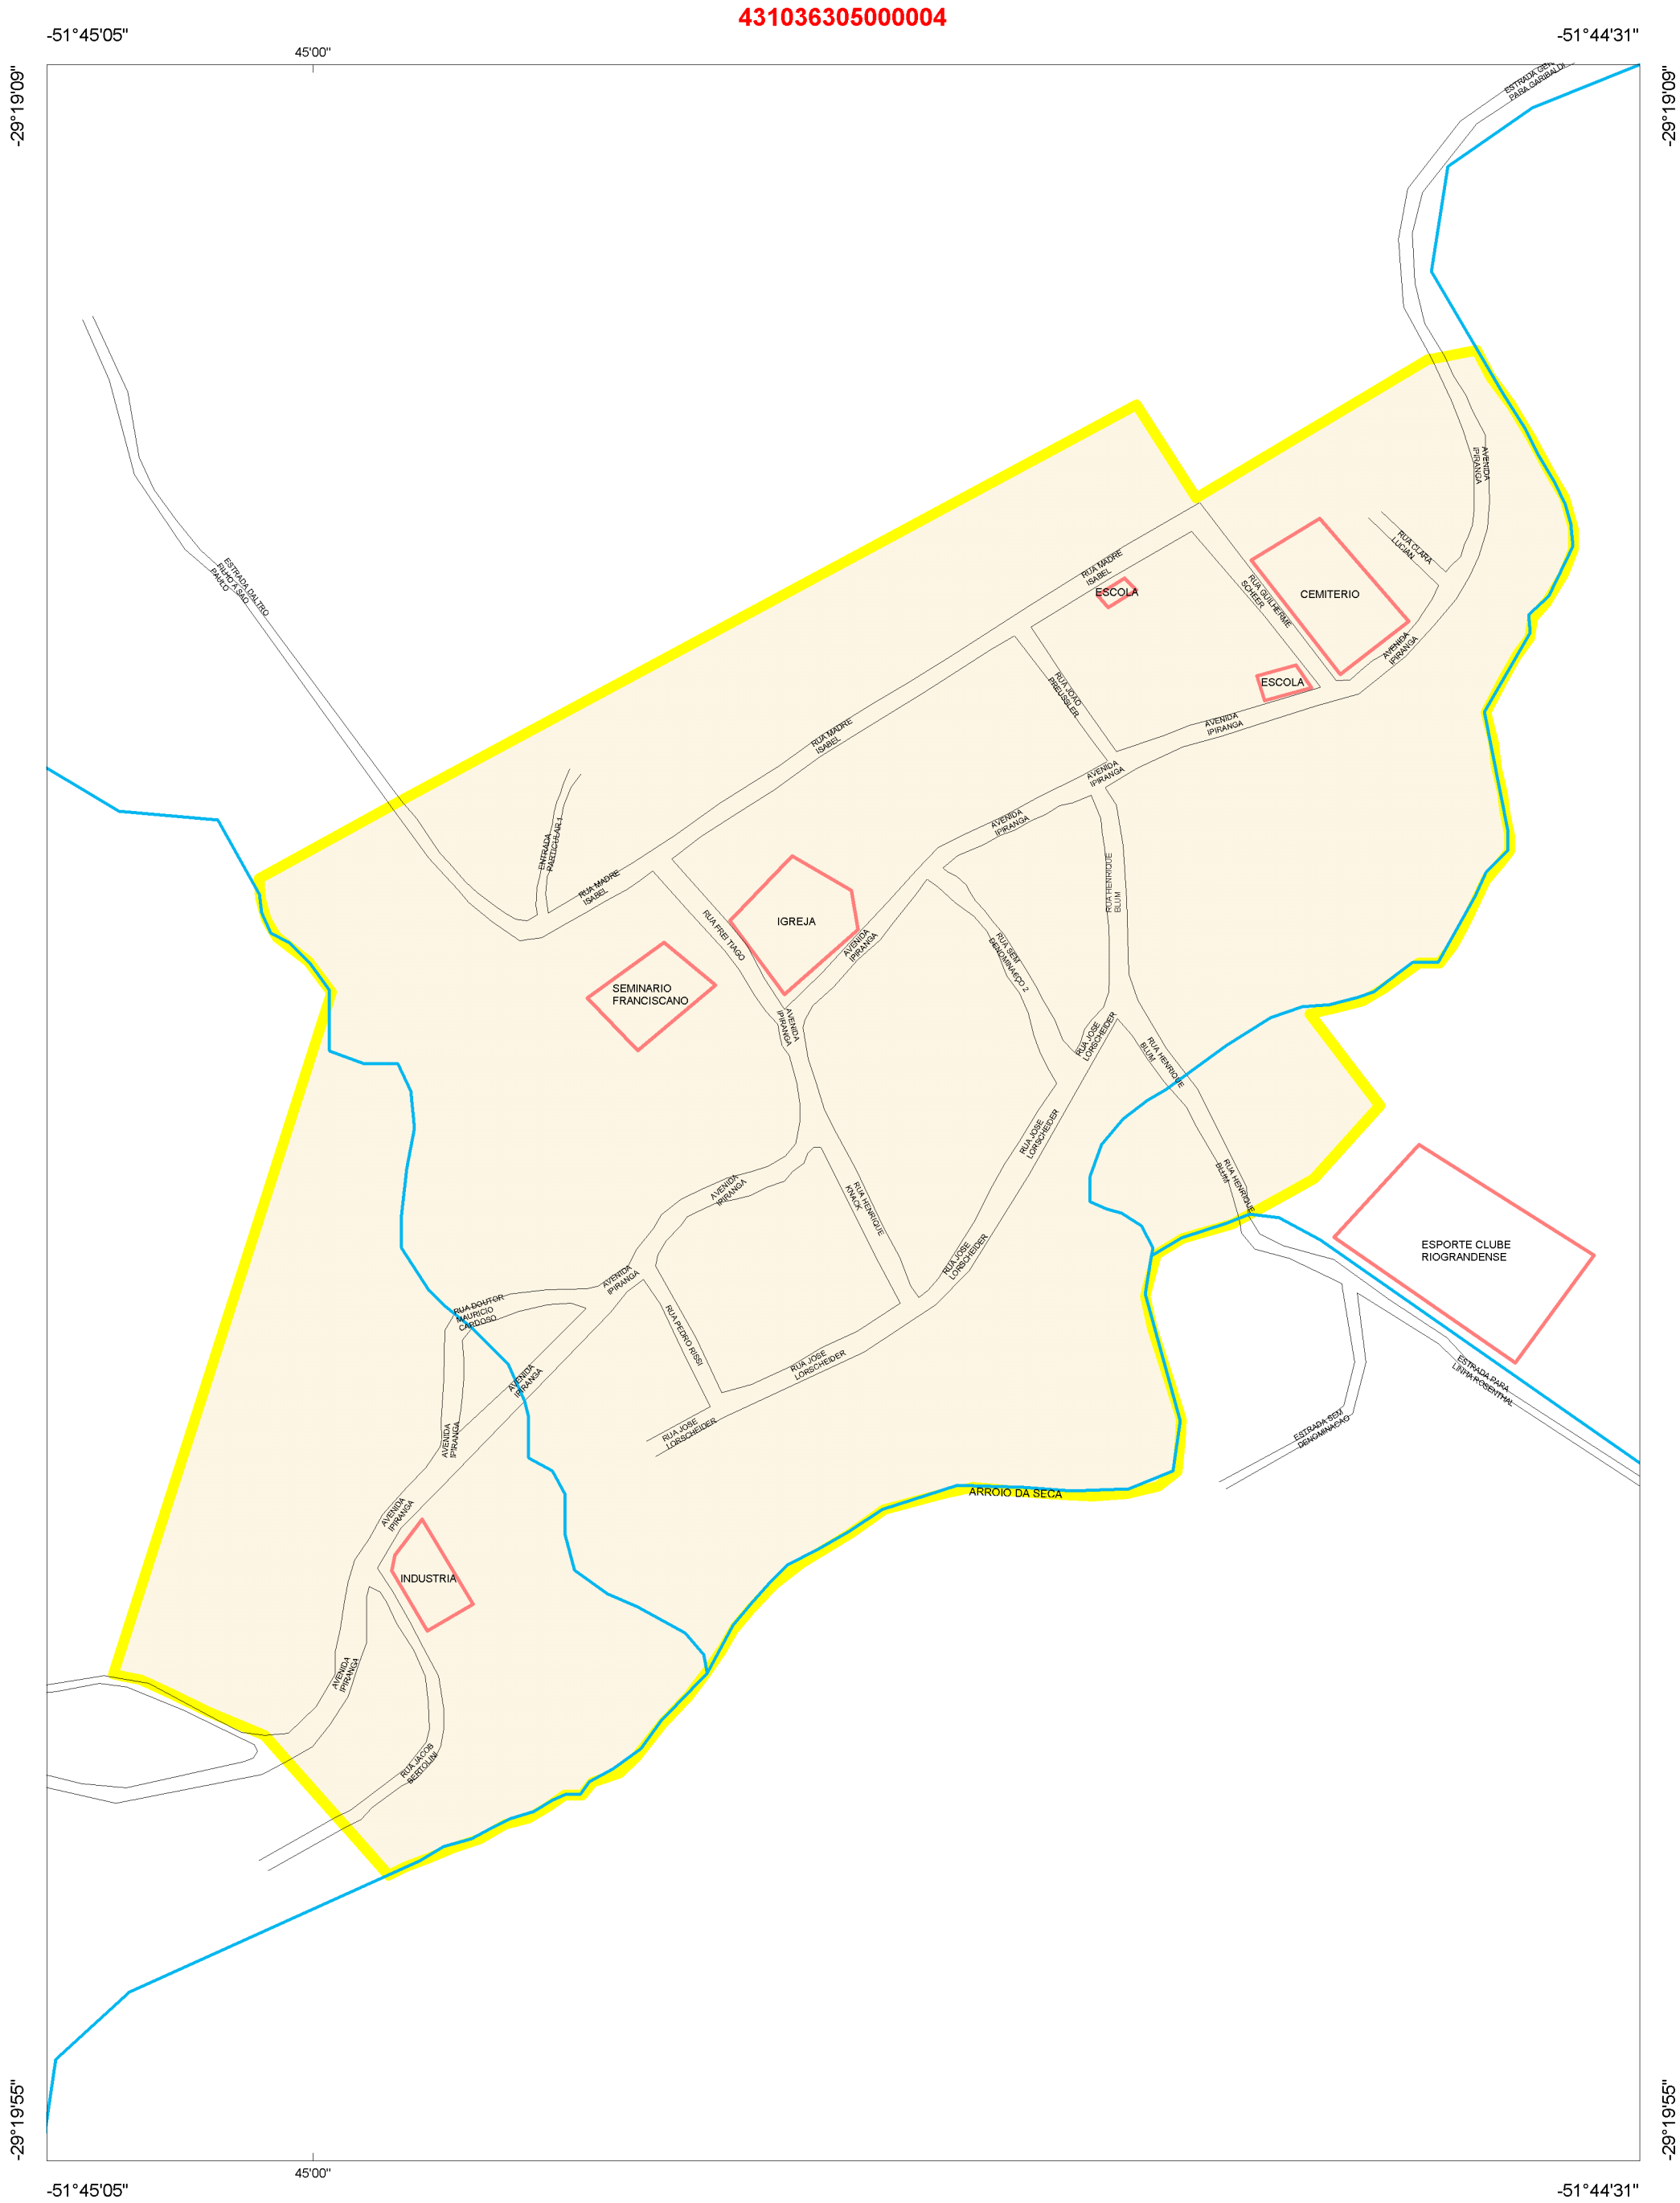 431036305000004
-51°45'05"
-51°44'31"
45'00"
-29°19'09"
-29°19'09"
PARA GARIBALDI
ESTRADA DALTRO
FILHO A SAO
PAULO
AVENIDA
IPIRANGA
RUA CLARA
LUCIAN
RUA MADRE
ISABEL
ESCOLA
RUA GUILHERME
SCHEER
CEMITERIO
AVENIDA
IPIRANGA
ESCOLA
RUA JOAO
PREUSSLER
AVENIDA
IPIRANGA
RUA MADRE
ISABEL
AVENIDA
IPIRANGA
AVENIDA
IPIRANGA
ENTRADA
PARTICULAR 1
RUA MADRE
ISABEL
RUA HENRIQUE
BLUM
IGREJA
RUA FREI TIAGO
AVENIDA
IPIRANGA
RUA SEM
DENOMINAÇO 2
SEMINARIO
FRANCISCANO
AVENIDA
IPIRANGA
RUA JOSE
LORSCHEIDER
RUA HENRIQUE
BLUM
RUA JOSE
LORSCHEIDER
AVENIDA
IPIRANGA
RUA HENRIQUE
KNACK
RUA HENRIQUE
BLUM
RUA JOSE
LORSCHEIDER
ESPORTE CLUBE
RIOGRANDENSE
AVENIDA
IPIRANGA
RUA DOUTOR
MAURICIO
CARDOSO
RUA PEDRO RISSI
RUA JOSE
LORSCHEIDER
AVENIDA
IPIRANGA
ESTRADA PARA
LINHA ROSENTHAL
AVENIDA
IPIRANGA
RUA JOSE
LORSCHEIDER
ESTRADA SEM
DENOMINACAO
ARROIO DA SECA
AVENIDA
IPIRANGA
INDUSTRIA
AVENIDA
IPIRANGA
RUA JACOB
BERTOLINI
-29°19'55"
-29°19'55"
45'00"
-51°45'05"
-51°44'31"